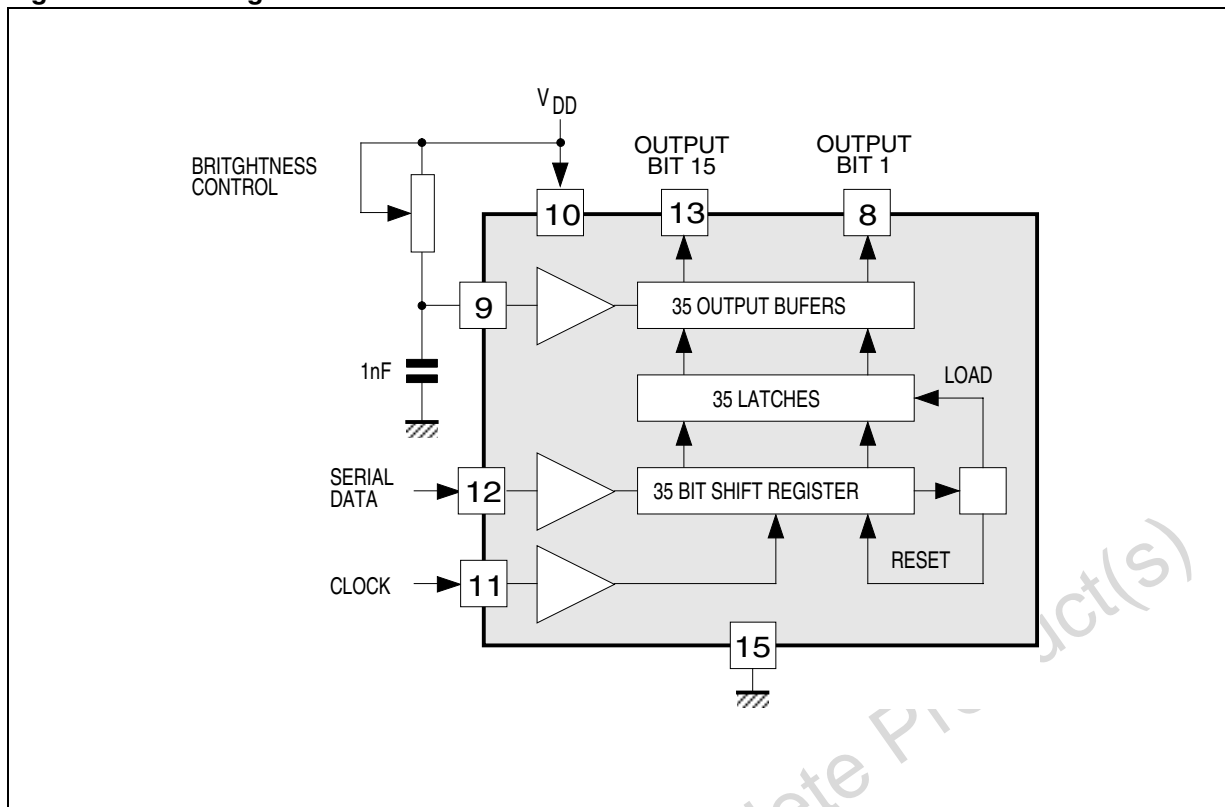 V DD
BRITGHTNESS
CONTROL
OUTPUT
BIT 15
OUTPUT
BIT 1
10
13
8
9
35 OUTPUT BUFERS
1nF
LOAD
35 LATCHES
SERIAL
DATA
12
35 BIT SHIFT REGISTER
CLOCK
11
RESET
15